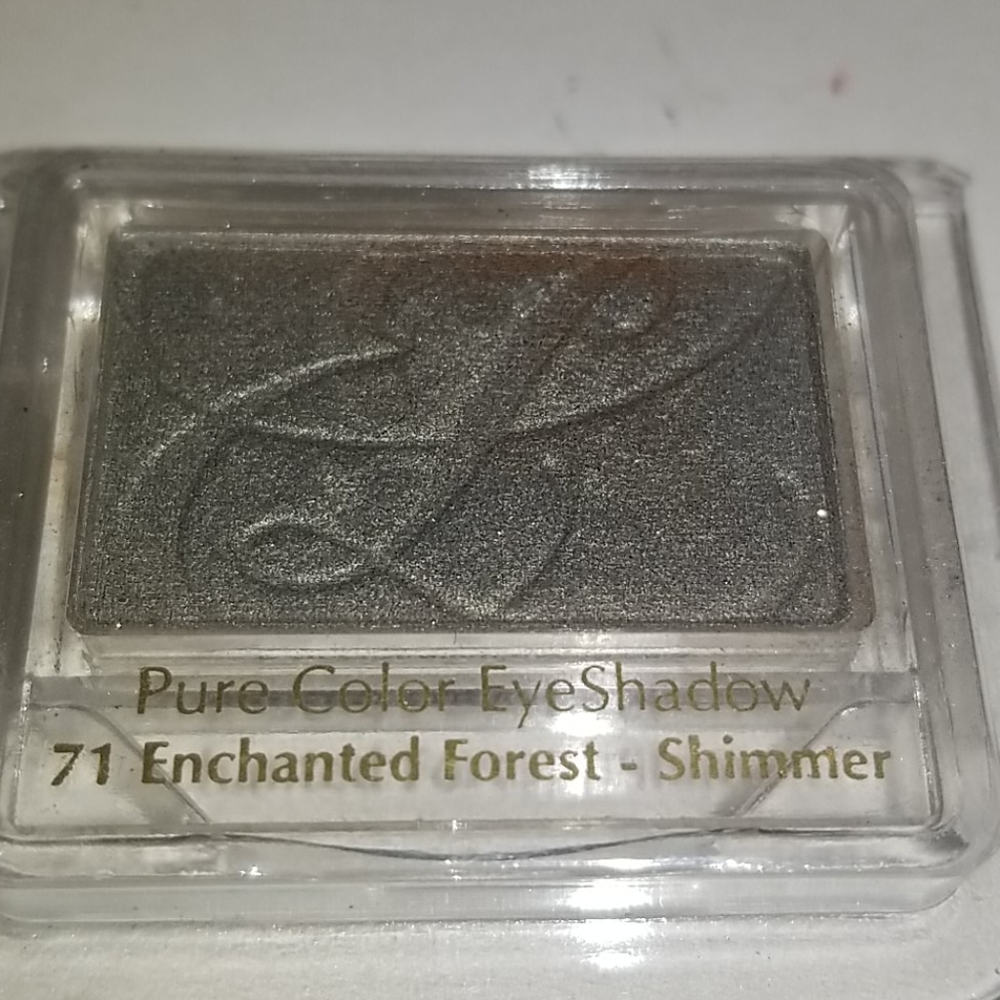 Pure Color EyeShadow
71 Enchanted Forest - Shimmer